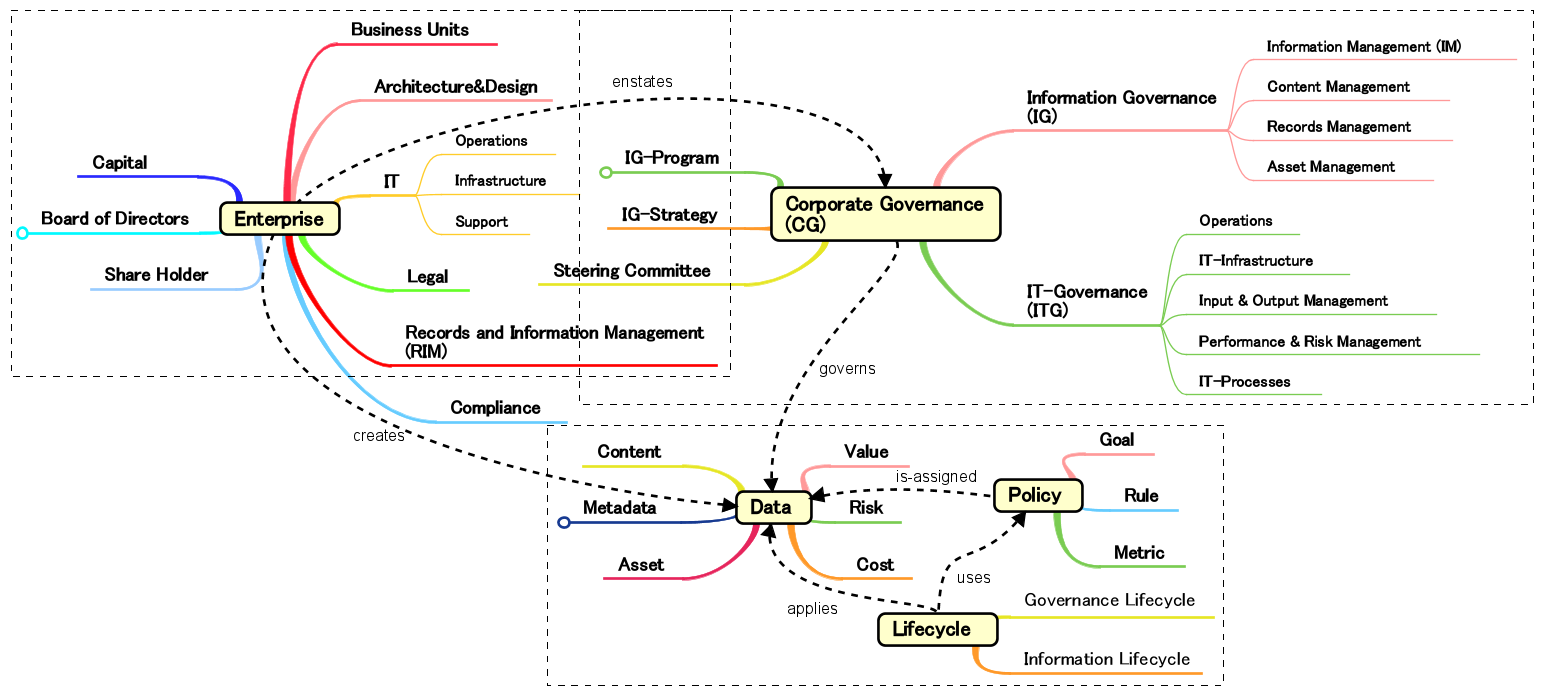 Business Units
Architecture&Design
Operations
IT
Infrastructure
Support
Capital
Board of Directors
Enterprise
Share Holder
Legal
Records and Information Management
(RIM)
Compliance
enstates
creates
governs
IG-Program
IG-Strategy
Steering Committee
Corporate Governance
(CG)
Information Governance
(IG)
Information Management (IM)
Content Management
Records Management
Asset Management
IT-Governance
(ITG)
Operations
IT-Infrastructure
Input & Output Management
Performance & Risk Management
IT-Processes
Content
Metadata
Asset
Data
Value
Risk
Cost
is-assigned
Policy
Goal
Rule
Metric
uses
applies
Lifecycle
Governance Lifecycle
Information Lifecycle